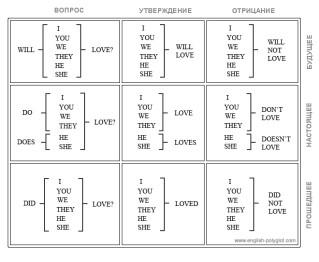 ВОПРОС УТВЕРЖДЕНИЕ ОТРИЦАНИЕ
WILL I YOU WE THEY HE SHE LOVE?
I YOU WE THEY HE SHE WILL LOVE
I YOU WE THEY HE SHE WILL NOT LOVE
БУДУЩЕЕ
DO I YOU WE THEY
DOES HE SHE LOVE?
I YOU WE THEY LOVE
HE SHE LOVES
I YOU WE THEY DON'T LOVE
HE SHE DOESN'T LOVE
НАСТОЯЩЕЕ
DID I YOU WE THEY HE SHE LOVE?
I YOU WE THEY HE SHE LOVED
I YOU WE THEY HE SHE DID NOT LOVE
ПРОШЕДШЕЕ
www.english-polyglot.com